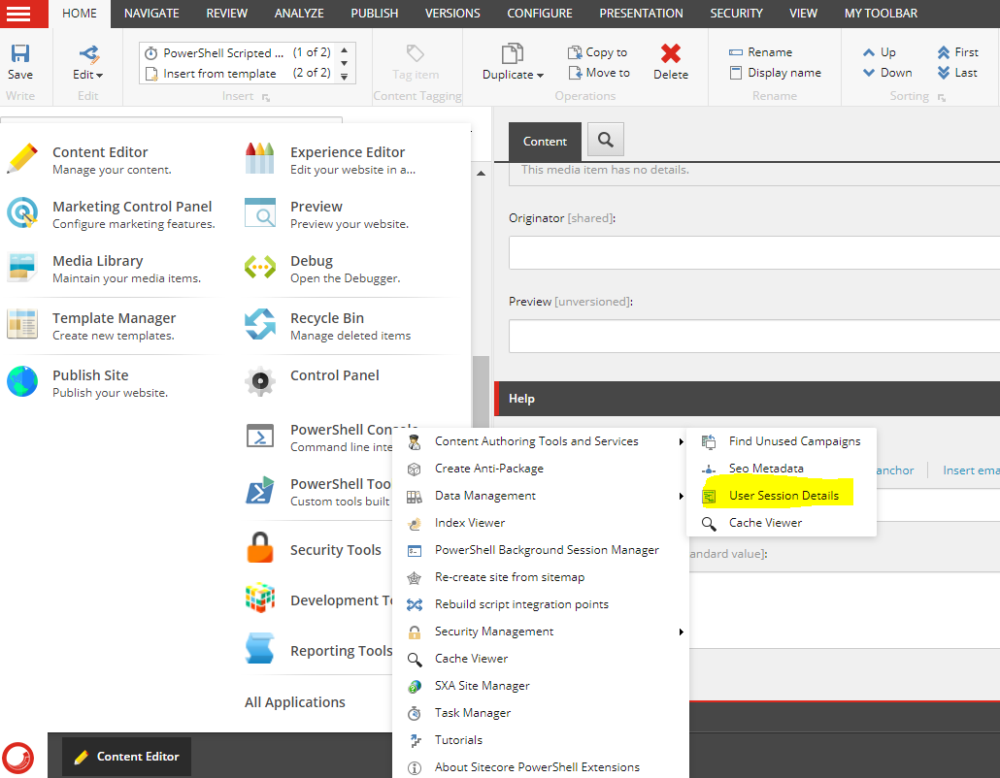 HOME NAVIGATE REVIEW ANALYZE PUBLISH VERSIONS CONFIGURE PRESENTATION SECURITY VIEW MY TOOLBAR
Save
Write
Edit
Edit
PowerShell Scripted ... (1 of 2)
Insert from template (2 of 2)
Insert
Tag item
Content Tagging
Duplicate
Copy to
Move to
Delete
Operations
Rename
Display name
Rename
Up
Down
First
Last
Sorting
Content Editor
Manage your content.
Marketing Control Panel
Configure marketing features.
Media Library
Maintain your media items.
Template Manager
Create new templates.
Publish Site
Publish your website.
Experience Editor
Edit your website in a...
Preview
Preview your website.
Debug
Open the Debugger.
Recycle Bin
Manage deleted items
Control Panel
PowerShell Console
Command line inte
PowerShell Too
Custom tools built
Security Tools
Development To
Reporting Tools
All Applications
Content Authoring Tools and Services
Create Anti-Package
Data Management
Index Viewer
PowerShell Background Session Manager
Re-create site from sitemap
Rebuild script integration points
Security Management
Cache Viewer
SXA Site Manager
Task Manager
Tutorials
About Sitecore PowerShell Extensions
Find Unused Campaigns
Seo Metadata
User Session Details
Cache Viewer
Content
This media item has no details.
Originator [shared]:
Preview [unversioned]:
Help
anchor Insert ema
andard value]:
Content Editor